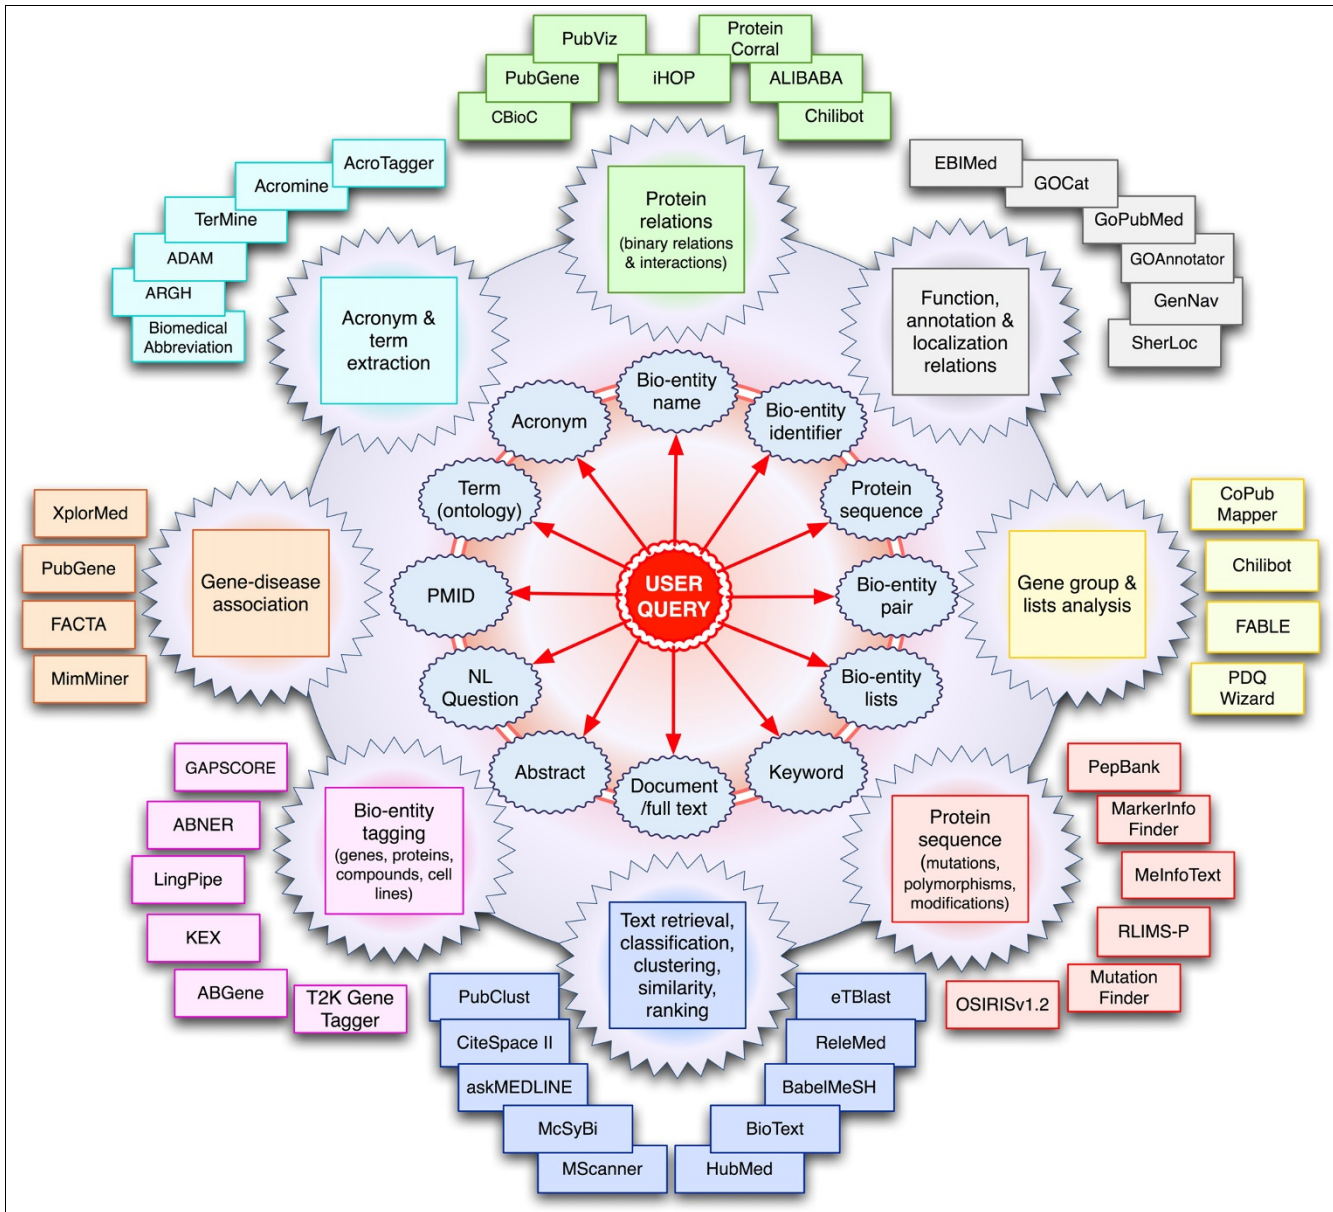 PubViz
Protein
Corral
PubGene
iHOP
ALIBABA
CBioC
Chilibot
AcroTagger
Acromine
TerMine
ADAM
ARGH
Biomedical
Abbreviation
EBIMed
GOCat
GoPubMed
GOAnnotator
GenNav
SherLoc
Protein
relations
(binary relations
& interactions)
Acronym &
term
extraction
Function,
annotation &
localization
relations
Bio-entity
name
Acronym
Bio-entity
identifier
Term
(ontology)
Protein
sequence
PMID
USER
QUERY
Bio-entity
pair
NL
Question
Bio-entity
lists
Abstract
Document
/full text
Keyword
XplorMed
PubGene
FACTA
MimMiner
Gene-disease
association
Gene group &
lists analysis
CoPub
Mapper
Chilibot
FABLE
PDQ
Wizard
GAPSCORE
ABNER
LingPipe
KEX
ABGene
T2K Gene
Tagger
Bio-entity
tagging
(genes, proteins,
compounds, cell
lines)
Text retrieval,
classification,
clustering,
similarity,
ranking
Protein
sequence
(mutations,
polymorphisms,
modifications)
PepBank
MarkerInfo
Finder
MeInfoText
RLIMS-P
Mutation
Finder
OSIRISv1.2
PubClust
CiteSpace II
askMEDLINE
McSyBi
MScanner
eTBlast
ReleMed
BabelMeSH
BioText
HubMed